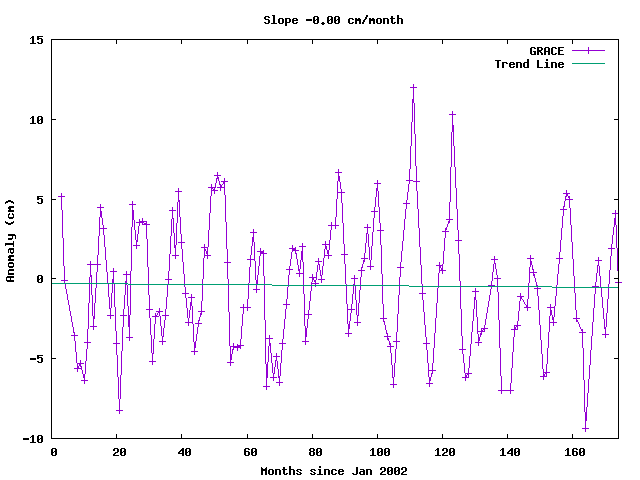 Slope -0.00 cm/month
GRACE
Trend Line
Anomaly (cm)
15
10
5
0
-5
-10
0 20 40 60 80 100 120 140 160
Months since Jan 2002